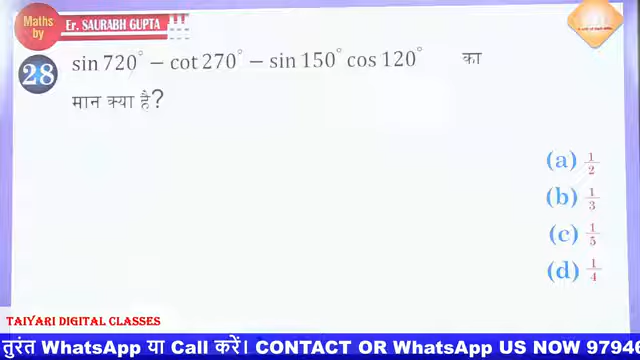 Maths
by
Er. SAURABH GUPTA
28
sin 720° − cot 270° − sin 150° cos 120° का
मान क्या है?
(a) 1/2
(b) 1/3
(c) 1/5
(d) 1/4
TAIYARI DIGITAL CLASSES
तुरंत WhatsApp या Call करें। CONTACT OR WhatsApp US NOW 97940